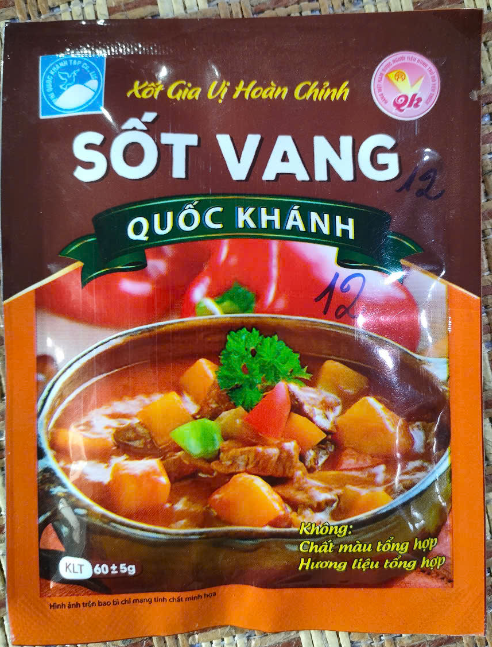 Xốt Gia Vị Hoàn Chỉnh
Qk
SỐT VANG
12
QUỐC KHÁNH
12
Không:
Chất màu tổng hợp
Hương liệu tổng hợp
KLT 60±5g
Hình ảnh trên bao bì chỉ mang tính chất minh họa